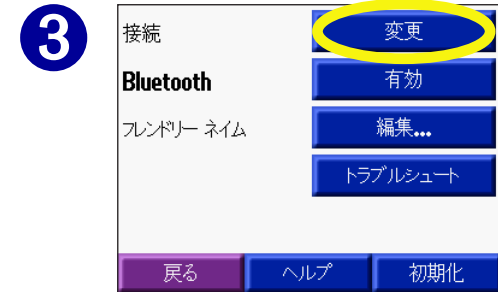 3
接続 変更
Bluetooth 有効
フレンドリー ネイム 編集...
トラブルシュート
戻る ヘルプ 初期化